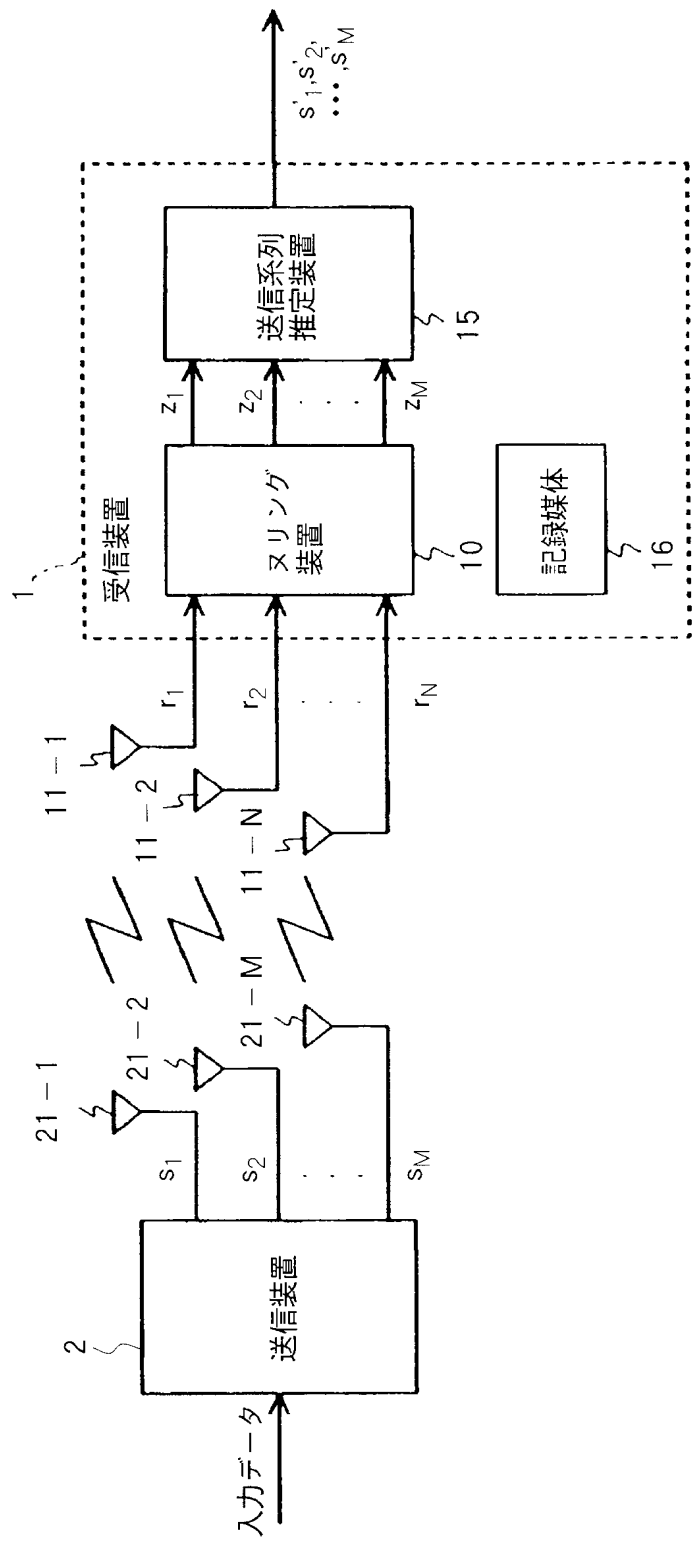 入力データ
2
送信装置
s1
s2
. . . .
sM
21-1
21-2
21-M
11-1
11-2
11-N
r1
r2
. . . .
rN
1
受信装置
ヌリング
装置
10
z1
z2
. . . .
zM
送信系列
推定装置
15
記録媒体
16
s'1,s'2,
•••,s'M